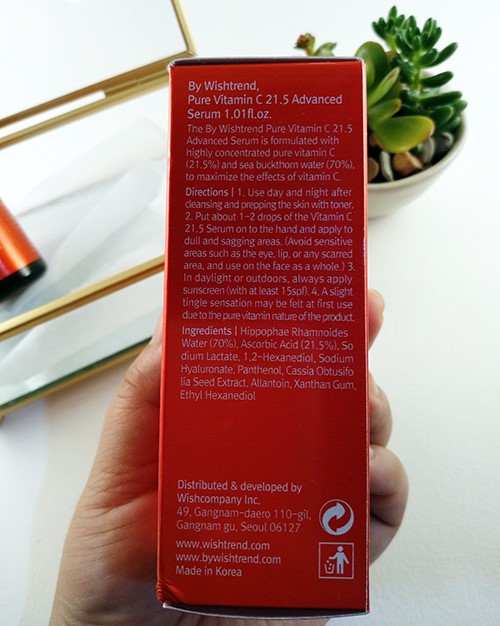 By Wishtrend,
Pure Vitamin C 21.5 Advanced
Serum 1.01fl.oz.
The By Wishtrend Pure Vitamin C 21.5
Advanced Serum is formulated with
highly concentrated pure vitamin C
(21.5%) and sea buckthorn water (70%),
to maximize the effects of vitamin C.
Directions | 1. Use day and night after
cleansing and prepping the skin with toner.
2. Put about 1-2 drops of the Vitamin C
21.5 Serum on to the hand and apply to
dull and sagging areas. (Avoid sensitive
areas such as the eye, lip, or any scarred
area, and use on the face as a whole.) 3.
In daylight or outdoors, always apply
sunscreen (with at least 15spf). 4. A slight
tingle sensation may be felt at first use
due to the pure vitamin nature of the product.
Ingredients | Hippophae Rhamnoides
Water (70%), Ascorbic Acid (21.5%), So
dium Lactate, 1,2-Hexanediol, Sodium
Hyaluronate, Panthenol, Cassia Obtusifo
lia Seed Extract, Allantoin, Xanthan Gum,
Ethyl Hexanediol
Distributed & developed by
Wishcompany Inc.
49, Gangnam-daero 110-gil,
Gangnam gu, Seoul 06127
www.wishtrend.com
www.bywishtrend.com
Made in Korea